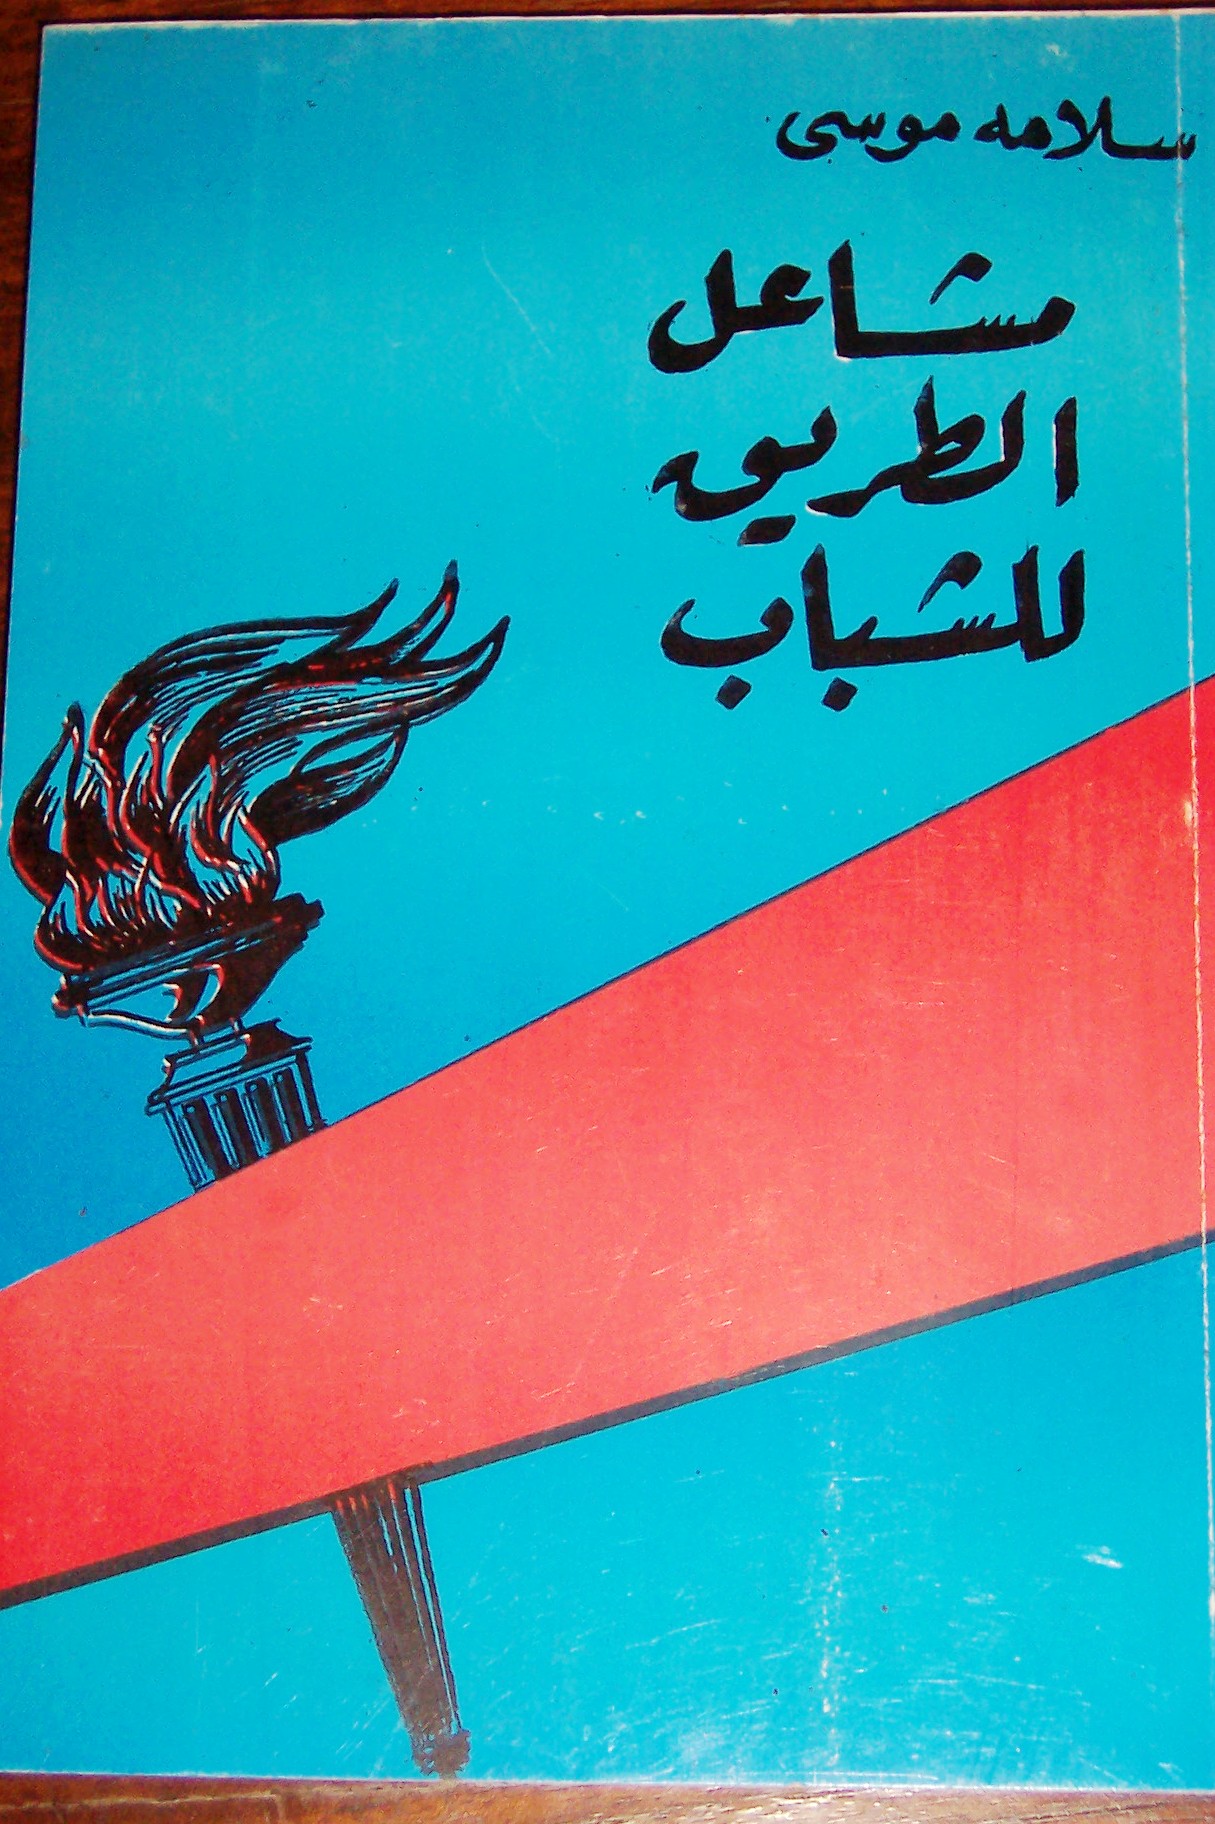 سلامه موسى
مشاعل
الطريق
للشباب